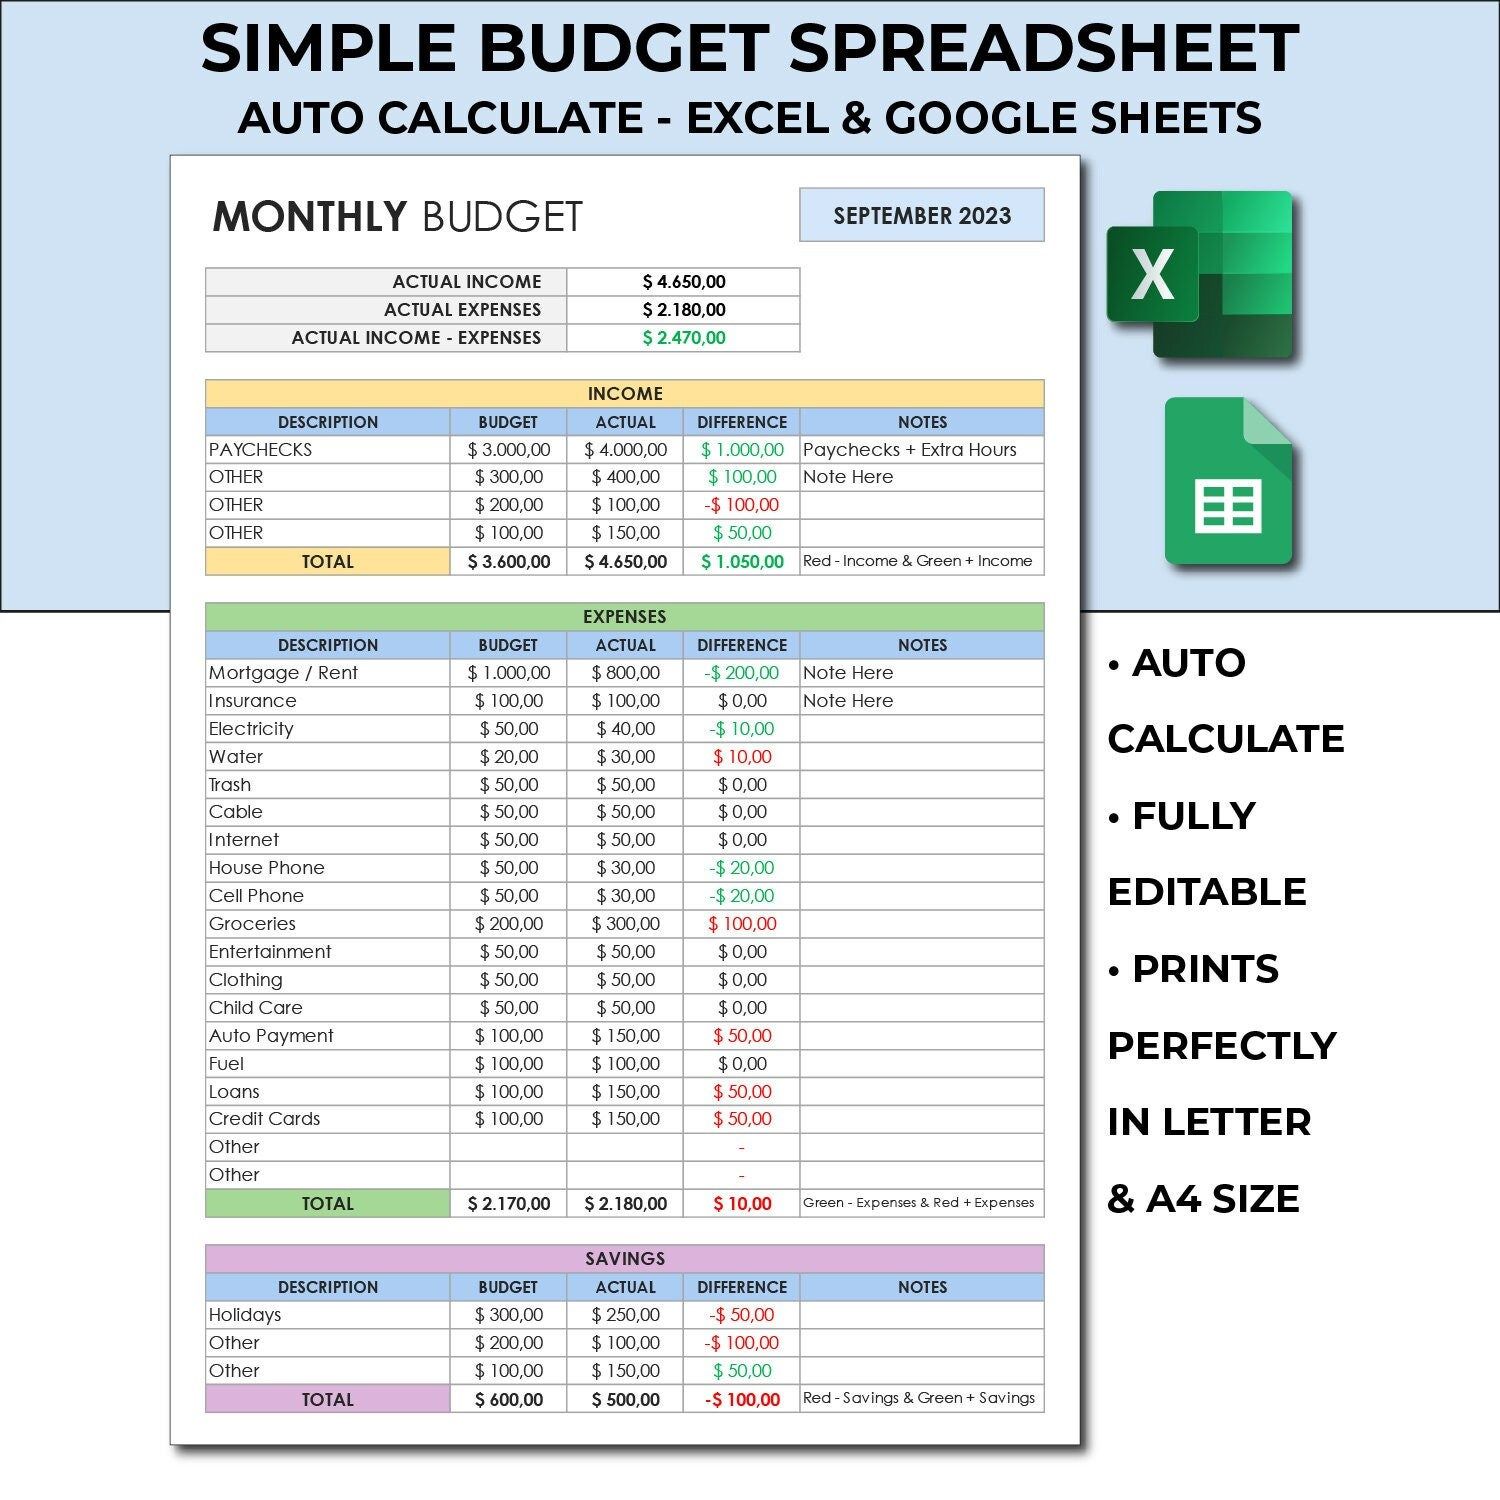 SIMPLE BUDGET SPREADSHEET
AUTO CALCULATE - EXCEL & GOOGLE SHEETS
MONTHLY BUDGET
SEPTEMBER 2023
ACTUAL INCOME $ 4.650,00
ACTUAL EXPENSES $ 2.180,00
ACTUAL INCOME - EXPENSES $ 2.470,00
INCOME
DESCRIPTION BUDGET ACTUAL DIFFERENCE NOTES
PAYCHECKS $ 3.000,00 $ 4.000,00 $ 1.000,00 Paychecks + Extra Hours
OTHER $ 300,00 $ 400,00 $ 100,00 Note Here
OTHER $ 200,00 $ 100,00 -$ 100,00
OTHER $ 100,00 $ 150,00 $ 50,00
TOTAL $ 3.600,00 $ 4.650,00 $ 1.050,00 Red - Income & Green + Income
EXPENSES
DESCRIPTION BUDGET ACTUAL DIFFERENCE NOTES
Mortgage / Rent $ 1.000,00 $ 800,00 -$ 200,00 Note Here
Insurance $ 100,00 $ 100,00 $ 0,00 Note Here
Electricity $ 50,00 $ 40,00 -$ 10,00
Water $ 20,00 $ 30,00 $ 10,00
Trash $ 50,00 $ 50,00 $ 0,00
Cable $ 50,00 $ 50,00 $ 0,00
Internet $ 50,00 $ 50,00 $ 0,00
House Phone $ 50,00 $ 30,00 -$ 20,00
Cell Phone $ 50,00 $ 30,00 -$ 20,00
Groceries $ 200,00 $ 300,00 $ 100,00
Entertainment $ 50,00 $ 50,00 $ 0,00
Clothing $ 50,00 $ 50,00 $ 0,00
Child Care $ 50,00 $ 50,00 $ 0,00
Auto Payment $ 100,00 $ 150,00 $ 50,00
Fuel $ 100,00 $ 100,00 $ 0,00
Loans $ 100,00 $ 150,00 $ 50,00
Credit Cards $ 100,00 $ 150,00 $ 50,00
Other -
Other -
TOTAL $ 2.170,00 $ 2.180,00 $ 10,00 Green - Expenses & Red + Expenses
SAVINGS
DESCRIPTION BUDGET ACTUAL DIFFERENCE NOTES
Holidays $ 300,00 $ 250,00 -$ 50,00
Other $ 200,00 $ 100,00 -$ 100,00
Other $ 100,00 $ 150,00 $ 50,00
TOTAL $ 600,00 $ 500,00 -$ 100,00 Red - Savings & Green + Savings
X
• AUTO
CALCULATE
• FULLY
EDITABLE
• PRINTS
PERFECTLY
IN LETTER
& A4 SIZE